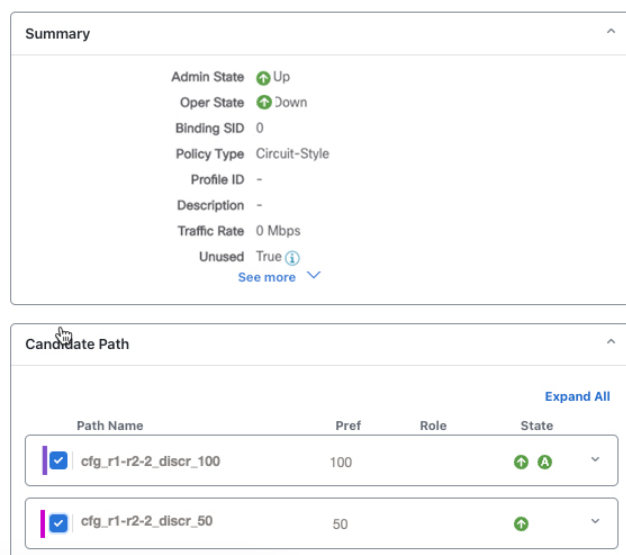 Summary
Admin State Up
Oper State Down
Binding SID 0
Policy Type Circuit-Style
Profile ID -
Description -
Traffic Rate 0 Mbps
Unused True i
See more
Candidate Path
Expand All
Path Name Pref Role State
cfg_r1-r2-2_discr_100 100 A
cfg_r1-r2-2_discr_50 50